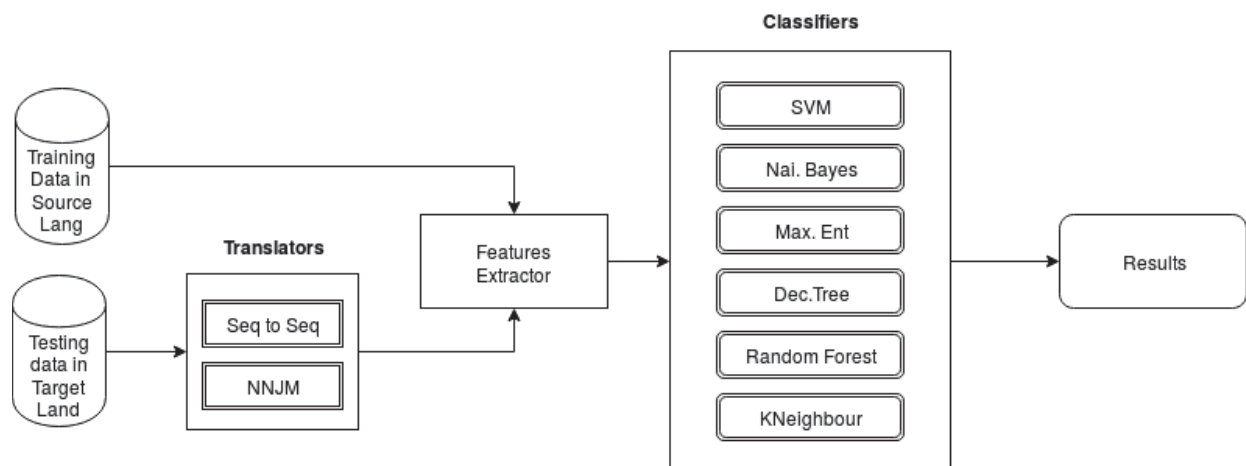 Classifiers
SVM
Training
Data in
Source
Lang
Nai. Bayes
Max. Ent
Translators
Features
Extractor
Results
Dec.Tree
Testing
data in
Target
Land
Seq to Seq
NNJM
Random Forest
KNeighbour